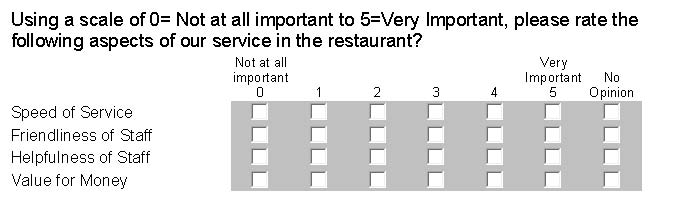 Using a scale of 0= Not at all important to 5=Very Important, please rate the
following aspects of our service in the restaurant?
Not at all Very
important Important No
0 1 2 3 4 5 Opinion
Speed of Service
Friendliness of Staff
Helpfulness of Staff
Value for Money